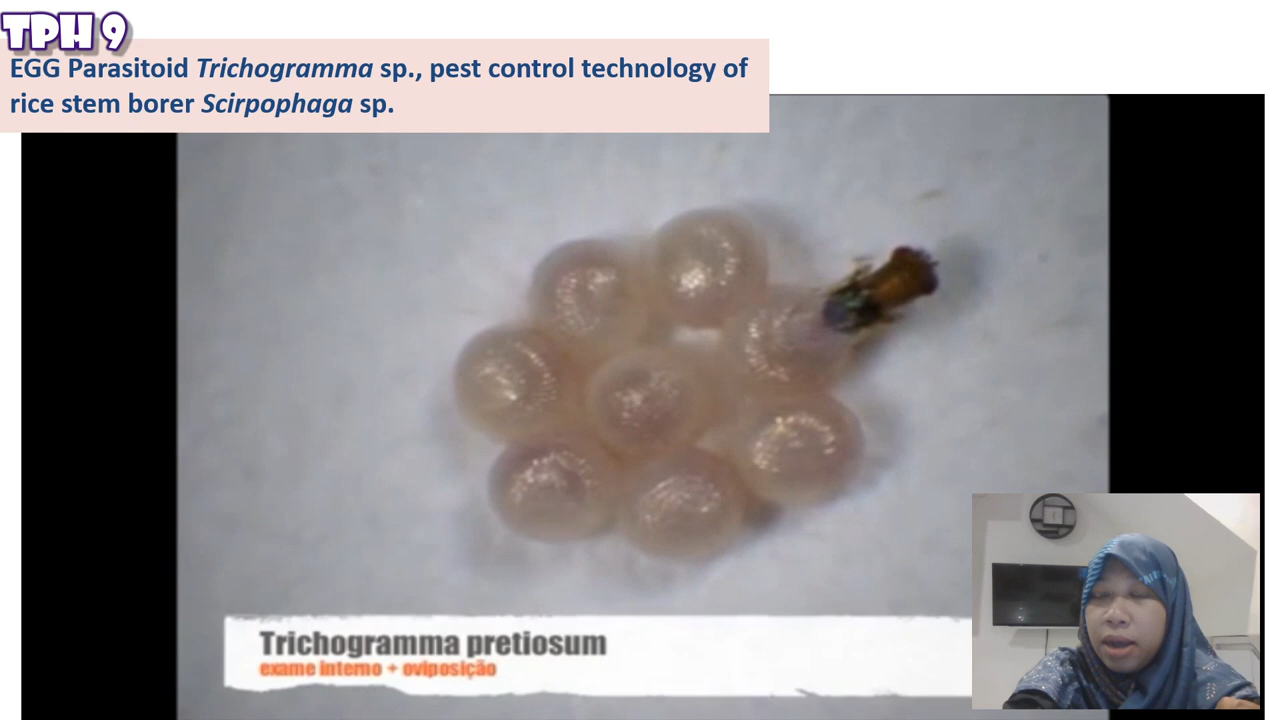 TPH 9
EGG Parasitoid Trichogramma sp., pest control technology of
rice stem borer Scirpophaga sp.
Trichogramma pretiosum
exame interno + oviposição